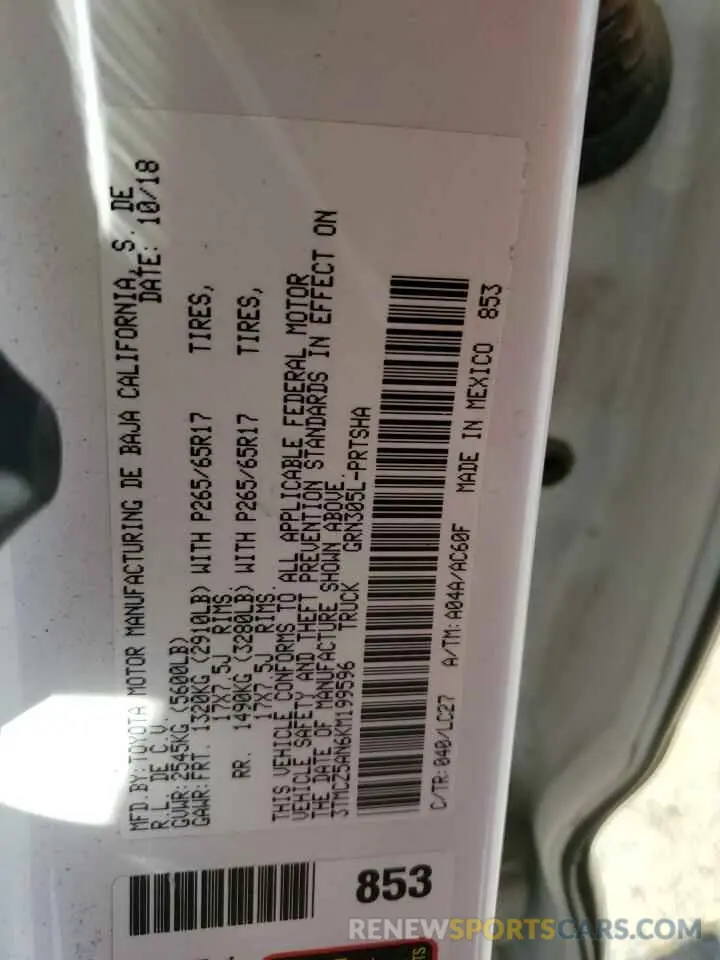 MFD.BY:TOYOTA MOTOR MANUFACTURING DE BAJA CALIFORNIA, S. DE
R.L. DE C.V. DATE: 10/18
GVWR:2545KG (5600LB)
GAWR:FRT. 1320KG (2910LB) WITH P265/65R17 TIRES,
17X7.5J RIMS.
RR. 1490KG (3280LB) WITH P265/65R17 TIRES,
17X7.5J RIMS.
THIS VEHICLE CONFORMS TO ALL APPLICABLE FEDERAL MOTOR
VEHICLE SAFETY AND THEFT PREVENTION STANDARDS IN EFFECT ON
THE DATE OF MANUFACTURE SHOWN ABOVE.
3TMCZ5AN6KM199596 TRUCK GRN305L-PRTSHA
C/TR:040/LC27 A/TM:A04A/AC60F MADE IN MEXICO 853
853
RENEWSPORTSCARS.COM